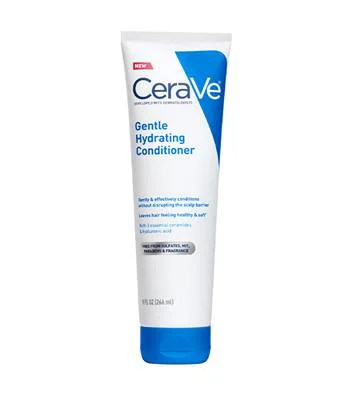 NEW
CeraVe
DEVELOPED WITH DERMATOLOGISTS
Gentle
Hydrating
Conditioner
Gently & effectively conditions
without disrupting the scalp barrier
Leaves hair feeling healthy & soft
With 3 essential ceramides
& hyaluronic acid
FREE FROM SULFATES, MIT,
PARABENS & FRAGRANCE
9 FL OZ (266 mL)